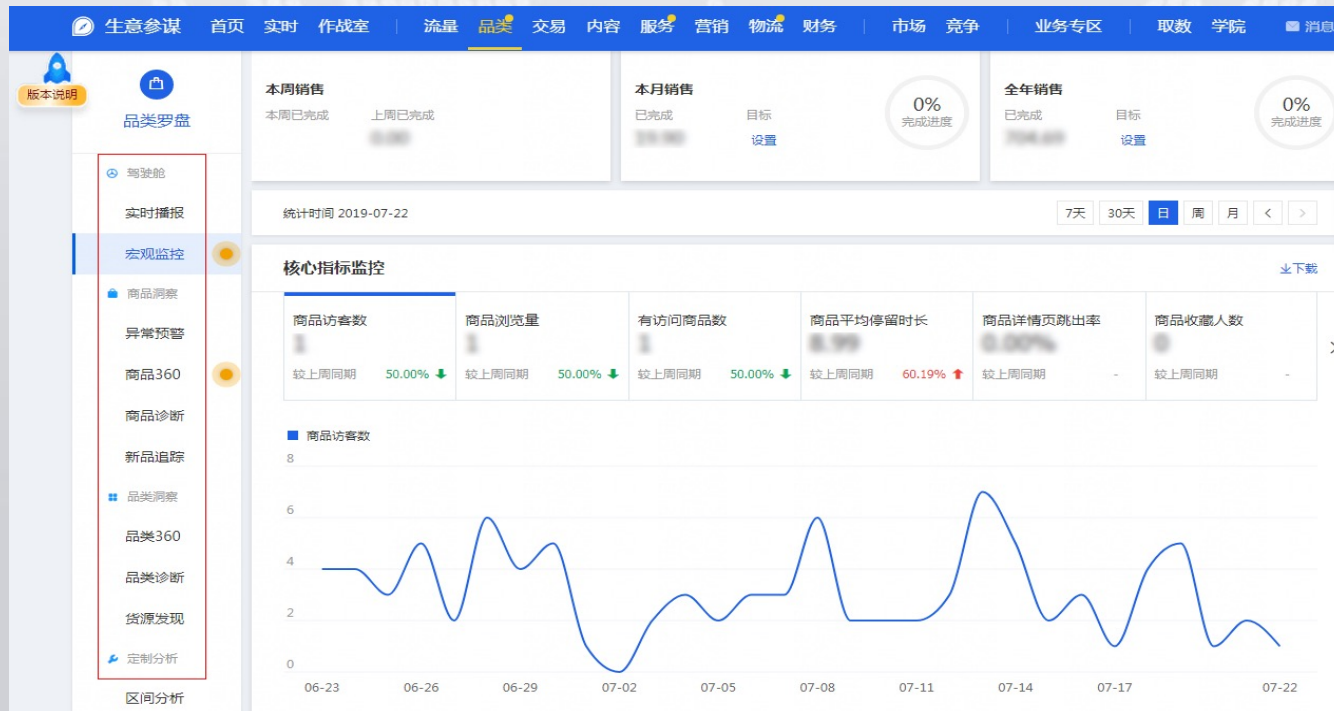 生意参谋 首页 实时 作战室 流量 品类 交易 内容 服务 营销 物流 财务 市场 竞争 业务专区 取数 学院 消息
版本说明
品类罗盘
驾驶舱
实时播报
宏观监控
商品洞察
异常预警
商品360
商品诊断
新品追踪
品类洞察
品类360
品类诊断
货源发现
定制分析
区间分析
本周销售
本周已完成 上周已完成
本月销售
已完成 目标
设置
0%
完成进度
全年销售
已完成 目标
设置
0%
完成进度
统计时间 2019-07-22
7天 30天 日 周 月 < >
核心指标监控
下载
商品访客数 商品浏览量 有访问商品数 商品平均停留时长 商品详情页跳出率 商品收藏人数
较上周同期 50.00% 较上周同期 50.00% 较上周同期 50.00% 较上周同期 60.19% 较上周同期 - 较上周同期 -
商品访客数
8
6
4
2
0
06-23 06-26 06-29 07-02 07-05 07-08 07-11 07-14 07-17 07-22